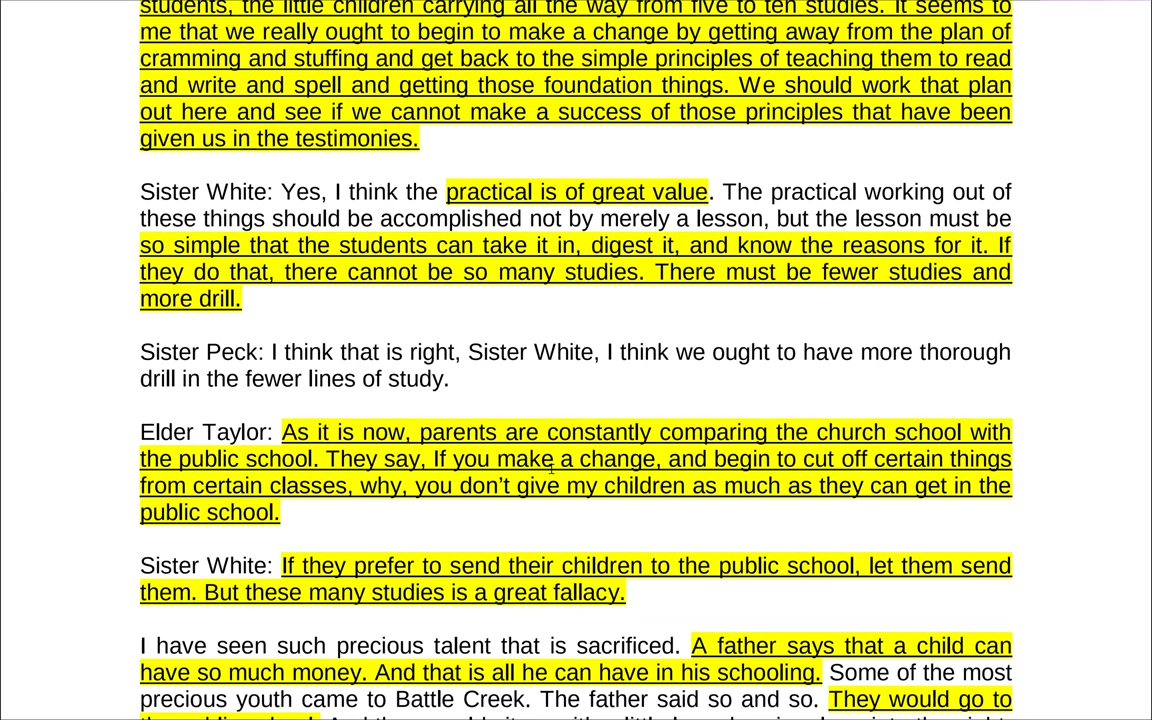 students, the little children carrying all the way from five to ten studies. It seems to
me that we really ought to begin to make a change by getting away from the plan of
cramming and stuffing and get back to the simple principles of teaching them to read
and write and spell and getting those foundation things. We should work that plan
out here and see if we cannot make a success of those principles that have been
given us in the testimonies.
Sister White: Yes, I think the practical is of great value. The practical working out of
these things should be accomplished not by merely a lesson, but the lesson must be
so simple that the students can take it in, digest it, and know the reasons for it. If
they do that, there cannot be so many studies. There must be fewer studies and
more drill.
Sister Peck: I think that is right, Sister White, I think we ought to have more thorough
drill in the fewer lines of study.
Elder Taylor: As it is now, parents are constantly comparing the church school with
the public school. They say, If you make a change, and begin to cut off certain things
from certain classes, why, you don’t give my children as much as they can get in the
public school.
Sister White: If they prefer to send their children to the public school, let them send
them. But these many studies is a great fallacy.
I have seen such precious talent that is sacrificed. A father says that a child can
have so much money. And that is all he can have in his schooling. Some of the most
precious youth came to Battle Creek. The father said so and so. They would go to